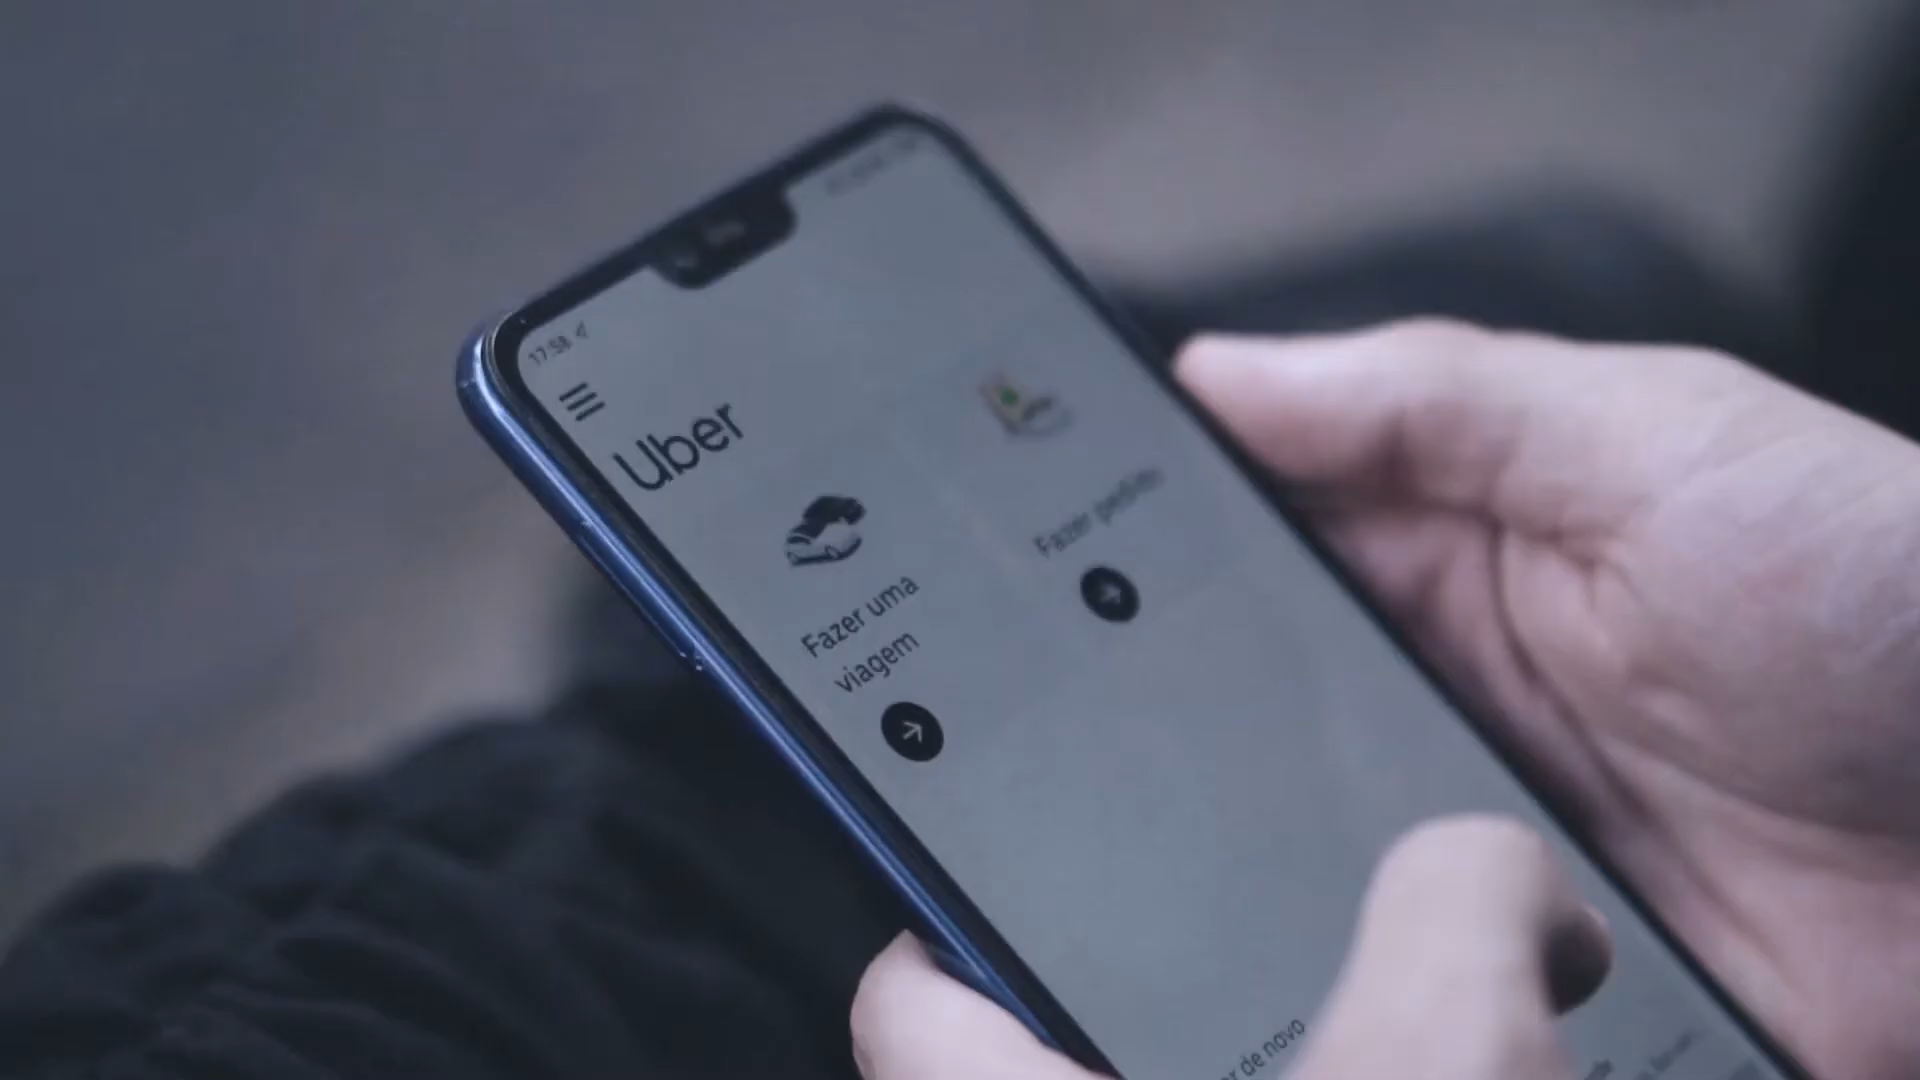 17:58
Uber
Fazer uma
viagem
Fazer pedido
de novo